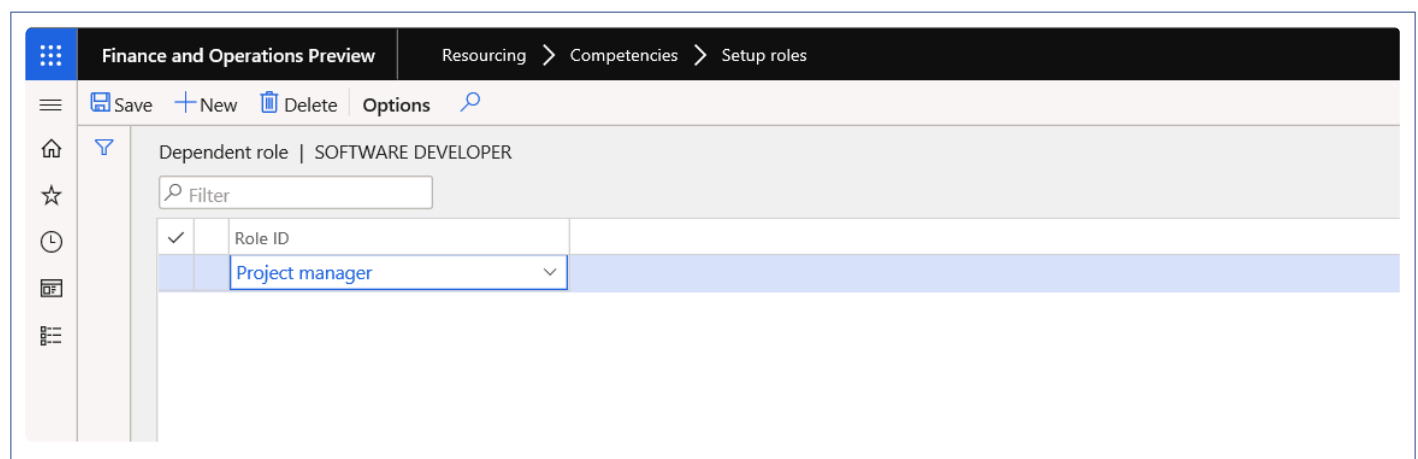 Finance and Operations Preview Resourcing Competencies Setup roles
Save New Delete Options
Dependent role | SOFTWARE DEVELOPER
Filter
Role ID
Project manager